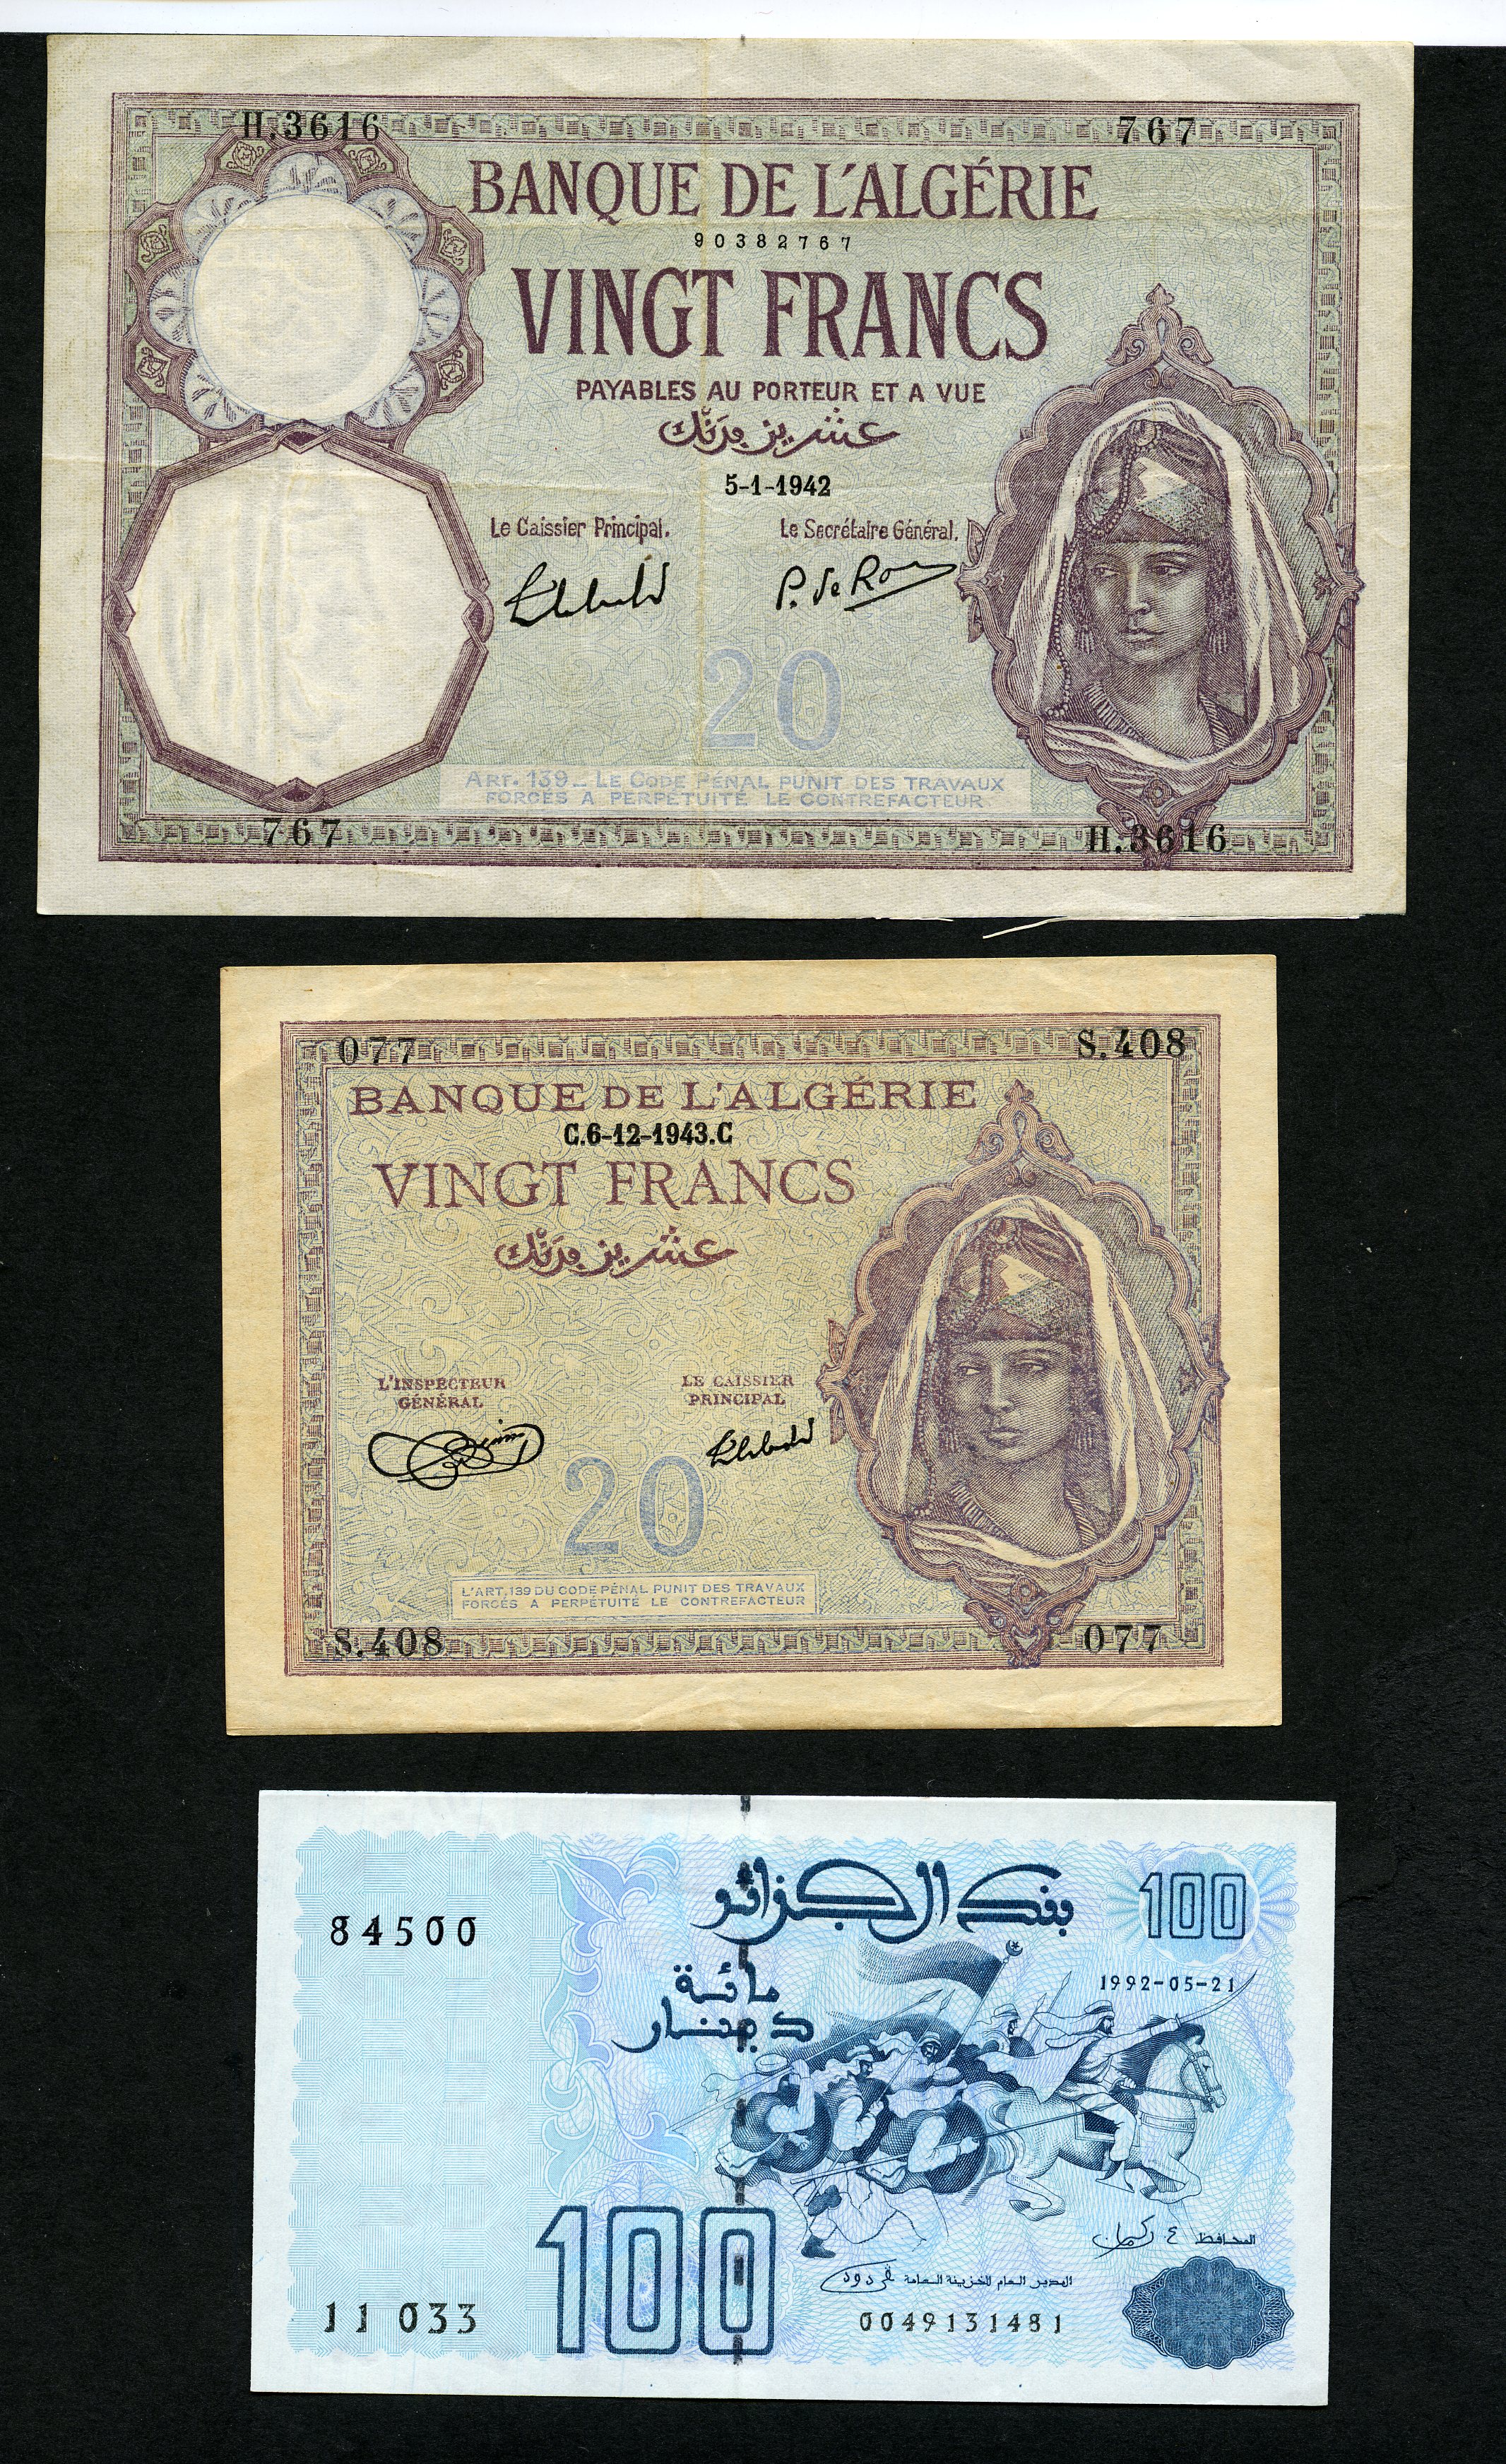 H.3616 767
BANQUE DE L'ALGÉRIE
90382767
VINGT FRANCS
PAYABLES AU PORTEUR ET A VUE
عشرين فرنك
5-1-1942
Le Caissier Principal. Le Secrétaire Général.
P. de Rou
20
ART. 139_ LE CODE PÉNAL PUNIT DES TRAVAUX
FORCÉS A PERPÉTUITÉ LE CONTREFACTEUR
767 H.3616
077 S.408
BANQUE DE L'ALGÉRIE
C.6-12-1943.C
VINGT FRANCS
عشرين فرنك
L'INSPECTEUR LE CAISSIER
GÉNÉRAL PRINCIPAL
20
L'ART. 139 DU CODE PÉNAL PUNIT DES TRAVAUX
FORCÉS A PERPÉTUITÉ LE CONTREFACTEUR
S.408 077
بنك الجزائر 100
84500
1992-05-21
مائة
دينار
المحافظ
100
المدير العام للخزينة العامة
11 033 0049131481